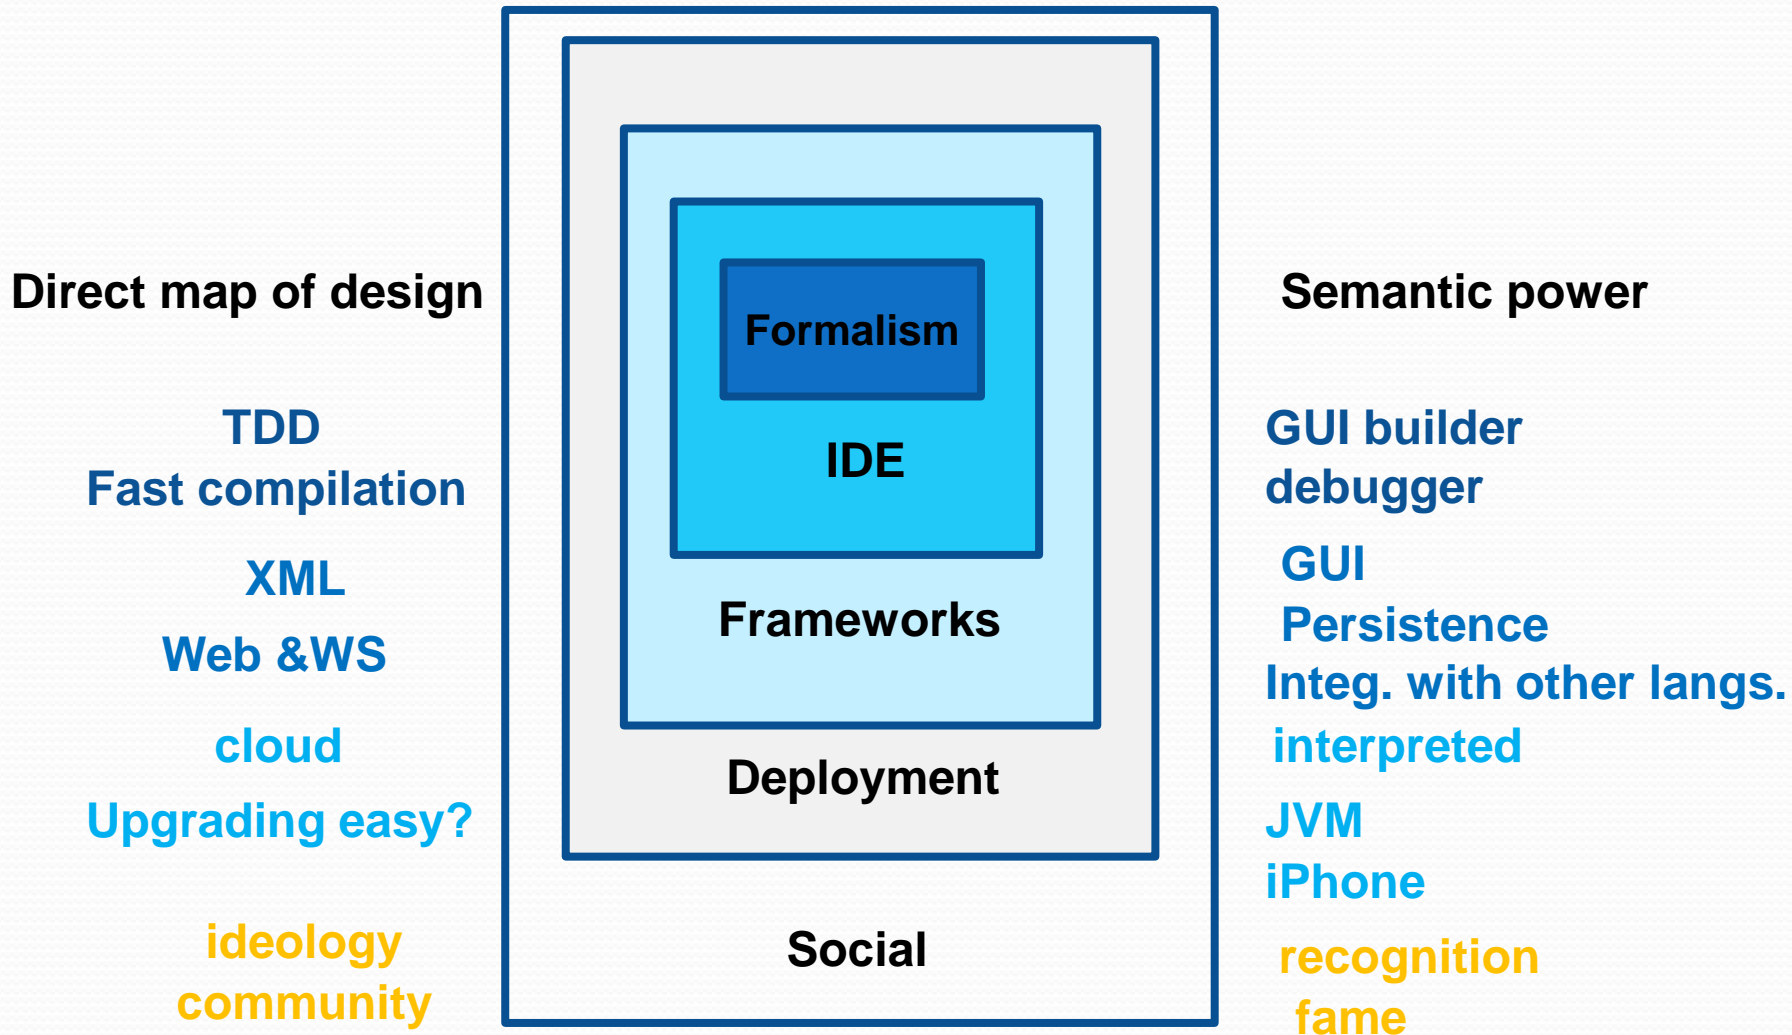 Direct map of design
Formalism
Semantic power
TDD
Fast compilation
IDE
GUI builder
debugger
XML
Web &WS
Frameworks
GUI
Persistence
Integ. with other langs.
cloud
Upgrading easy?
Deployment
interpreted
JVM
iPhone
ideology
community
Social
recognition
fame